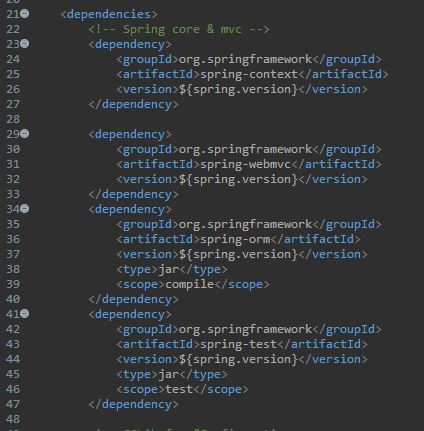 21 <dependencies>
22 <!-- Spring core & mvc -->
23 <dependency>
24 <groupId>org.springframework</groupId>
25 <artifactId>spring-context</artifactId>
26 <version>${spring.version}</version>
27 </dependency>
28
29 <dependency>
30 <groupId>org.springframework</groupId>
31 <artifactId>spring-webmvc</artifactId>
32 <version>${spring.version}</version>
33 </dependency>
34 <dependency>
35 <groupId>org.springframework</groupId>
36 <artifactId>spring-orm</artifactId>
37 <version>${spring.version}</version>
38 <type>jar</type>
39 <scope>compile</scope>
40 </dependency>
41 <dependency>
42 <groupId>org.springframework</groupId>
43 <artifactId>spring-test</artifactId>
44 <version>${spring.version}</version>
45 <type>jar</type>
46 <scope>test</scope>
47 </dependency>
48